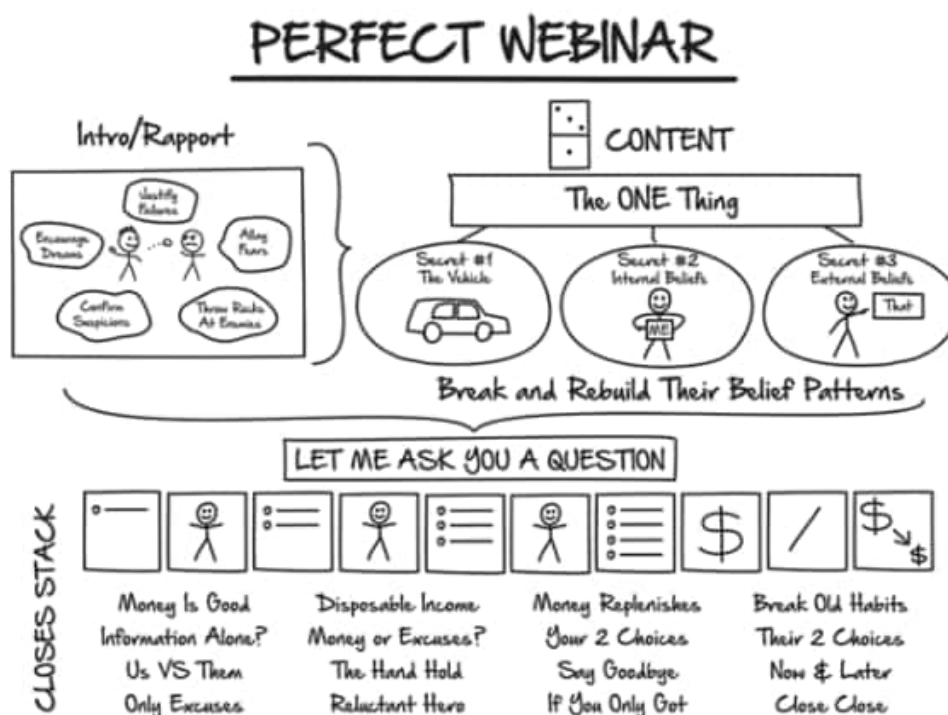 PERFECT WEBINAR
Intro/Rapport
Justify
Failures
Encourage
Dreams
Allay
Fears
Confirm
Suspicions
Throw Rocks
At Enemies
CONTENT
The ONE Thing
Secret #1
The Vehicle
Secret #2
Internal Beliefs
ME!
Secret #3
External Beliefs
That
Break and Rebuild Their Belief Patterns
LET ME ASK YOU A QUESTION
CLOSES STACK
$
/
$
$
Money Is Good
Disposable Income
Money Replenishes
Break Old Habits
Information Alone?
Money or Excuses?
Your 2 Choices
Their 2 Choices
Us VS Them
The Hand Hold
Say Goodbye
Now & Later
Only Excuses
Reluctant Hero
If You Only Got
Close Close